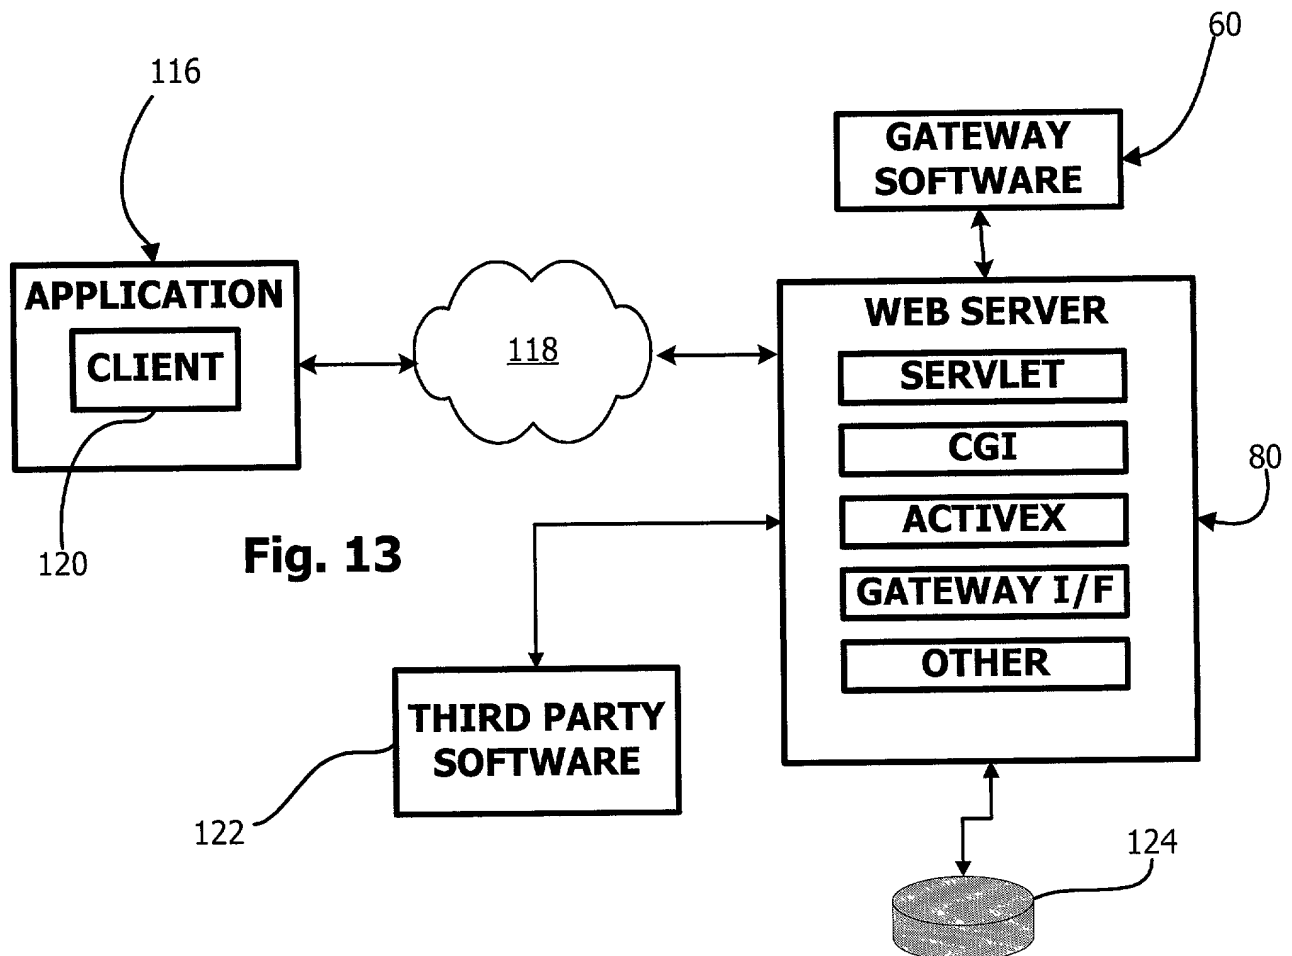 60
116
GATEWAY
SOFTWARE
APPLICATION
CLIENT
118
WEB SERVER
SERVLET
CGI
ACTIVEX
GATEWAY I/F
OTHER
80
120
Fig. 13
THIRD PARTY
SOFTWARE
122
124